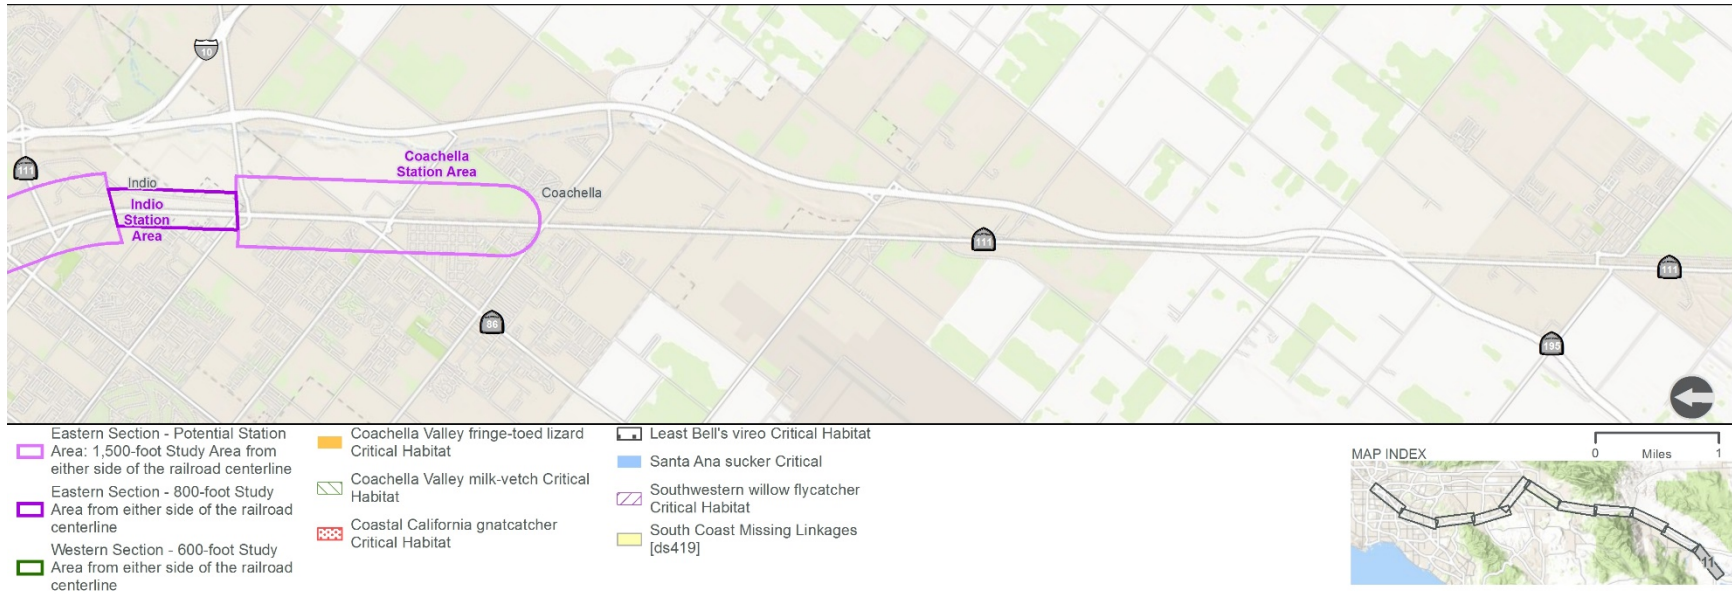 10
111
Coachella
Station Area
Indio
Indio
Station
Area
Coachella
111
111
86
195
Eastern Section - Potential Station
Area: 1,500-foot Study Area from
either side of the railroad centerline
Eastern Section - 800-foot Study
Area from either side of the railroad
centerline
Western Section - 600-foot Study
Area from either side of the railroad
centerline
Coachella Valley fringe-toed lizard
Critical Habitat
Coachella Valley milk-vetch Critical
Habitat
Coastal California gnatcatcher
Critical Habitat
Least Bell's vireo Critical Habitat
Santa Ana sucker Critical
Southwestern willow flycatcher
Critical Habitat
South Coast Missing Linkages
[ds419]
0 Miles 1
MAP INDEX
11